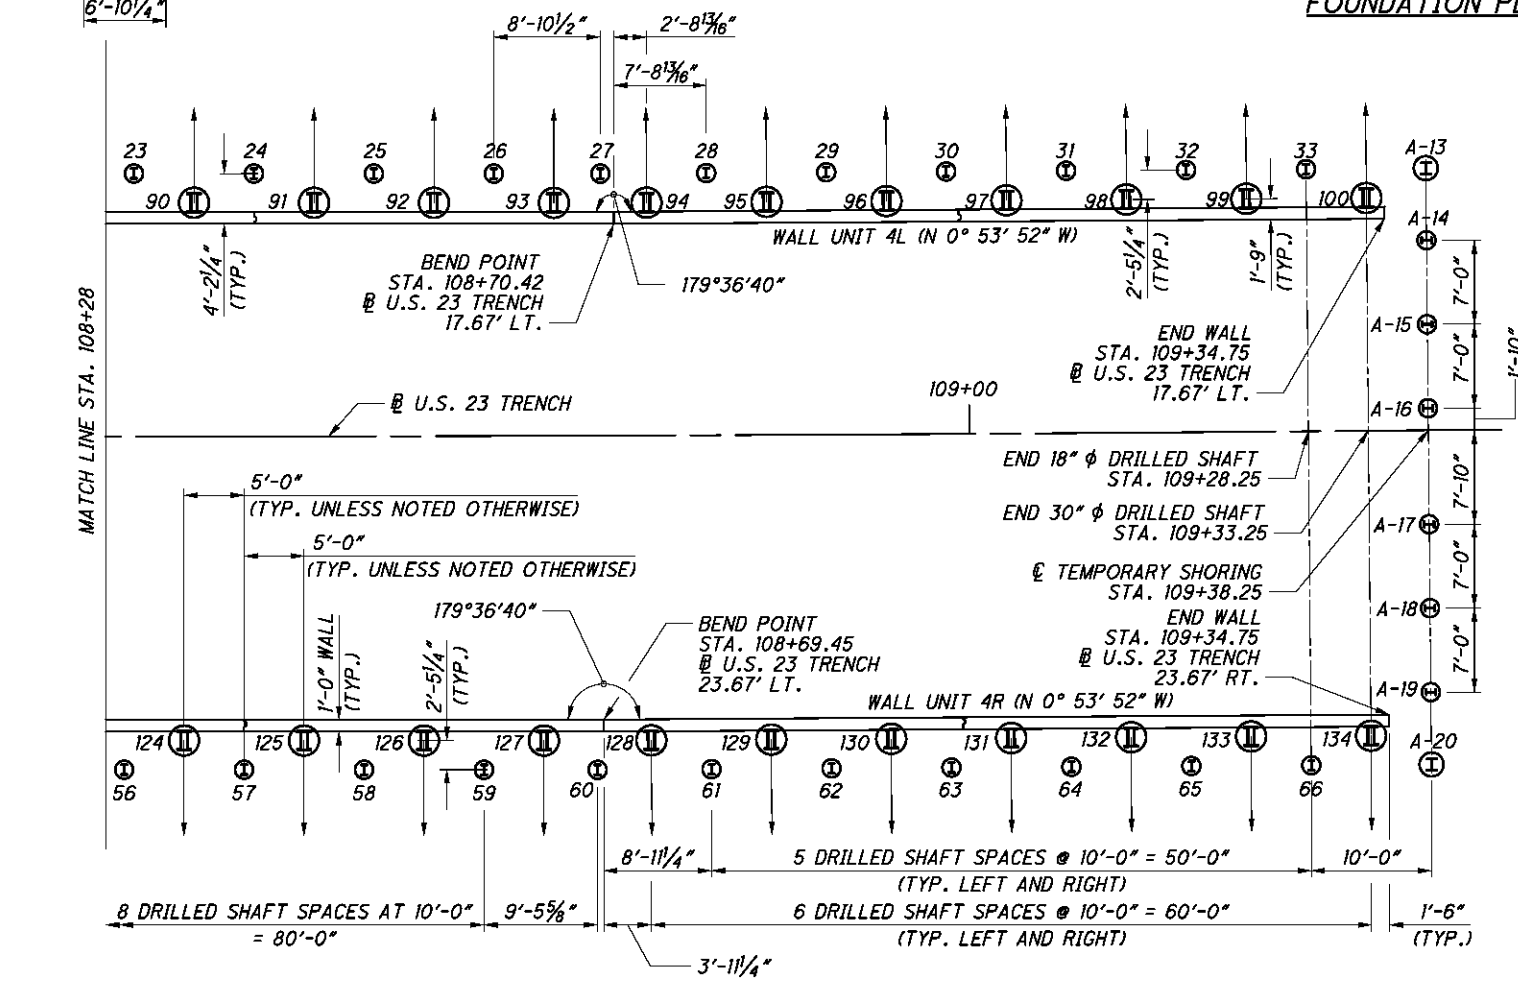 6'-10¼"
FOUNDATION
8'-10½"
2'-8 13/16"
7'-8 13/16"
23
24
25
26
27
28
29
30
31
32
33
A-13
90
91
92
93
94
95
96
97
98
99
100
A-14
WALL UNIT 4L (N 0° 53' 52" W)
4'-2¼"
(TYP.)
BEND POINT
STA. 108+70.42
℄ U.S. 23 TRENCH
17.67' LT.
179°36'40"
2'-5¼"
(TYP.)
1'-9"
(TYP.)
7'-0"
MATCH LINE STA. 108+28
END WALL
STA. 109+34.75
℄ U.S. 23 TRENCH
17.67' LT.
A-15
7'-0"
1'-10"
℄ U.S. 23 TRENCH
109+00
A-16
END 18" ϕ DRILLED SHAFT
STA. 109+28.25
7'-10"
5'-0"
(TYP. UNLESS NOTED OTHERWISE)
END 30" ϕ DRILLED SHAFT
STA. 109+33.25
A-17
5'-0"
(TYP. UNLESS NOTED OTHERWISE)
℄ TEMPORARY SHORING
STA. 109+38.25
7'-0"
A-18
179°36'40"
BEND POINT
STA. 108+69.45
℄ U.S. 23 TRENCH
23.67' LT.
END WALL
STA. 109+34.75
℄ U.S. 23 TRENCH
23.67' RT.
7'-0"
1'-0" WALL
(TYP.)
2'-5¼"
(TYP.)
A-19
WALL UNIT 4R (N 0° 53' 52" W)
124
125
126
127
128
129
130
131
132
133
134
A-20
56
57
58
59
60
61
62
63
64
65
66
8'-11¼"
5 DRILLED SHAFT SPACES @ 10'-0" = 50'-0"
(TYP. LEFT AND RIGHT)
10'-0"
8 DRILLED SHAFT SPACES AT 10'-0"
= 80'-0"
9'-5⅝"
6 DRILLED SHAFT SPACES @ 10'-0" = 60'-0"
(TYP. LEFT AND RIGHT)
1'-6"
(TYP.)
3'-11¼"